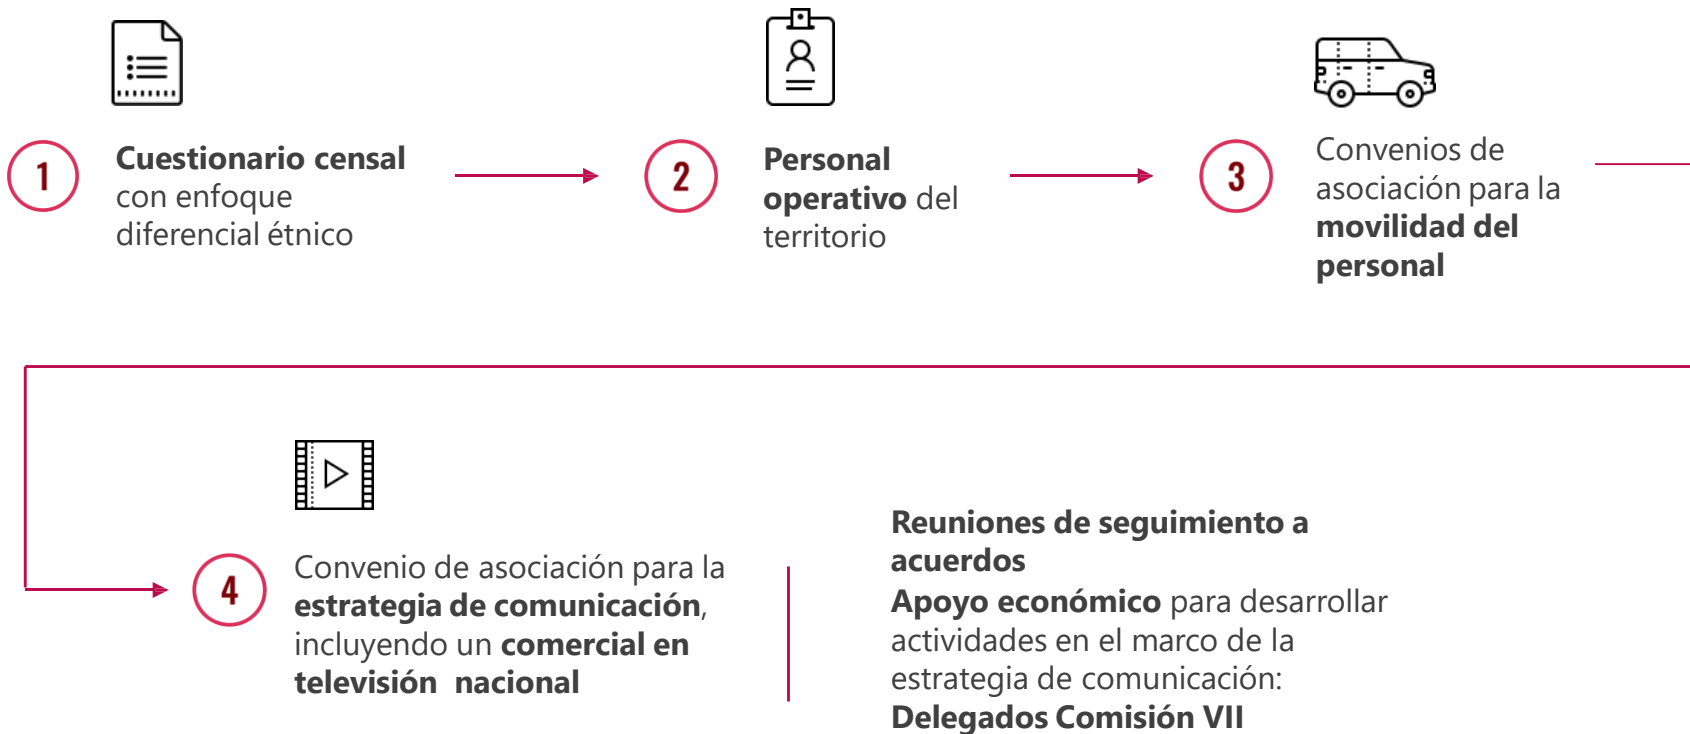 1
Cuestionario censal
con enfoque
diferencial étnico
2
Personal
operativo del
territorio
3
Convenios de
asociación para la
movilidad del
personal
4
Convenio de asociación para la
estrategia de comunicación,
incluyendo un comercial en
televisión nacional
Reuniones de seguimiento a
acuerdos
Apoyo económico para desarrollar
actividades en el marco de la
estrategia de comunicación:
Delegados Comisión VII